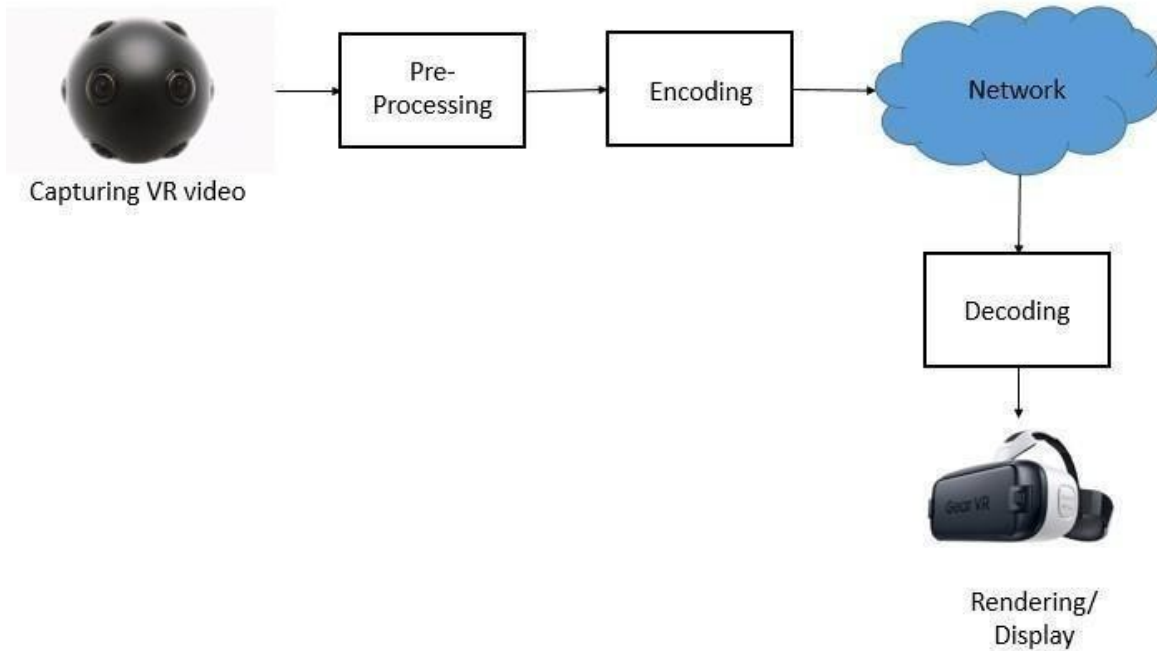 Pre-
Processing
Encoding
Network
Capturing VR video
Decoding
Gear VR
Rendering/
Display